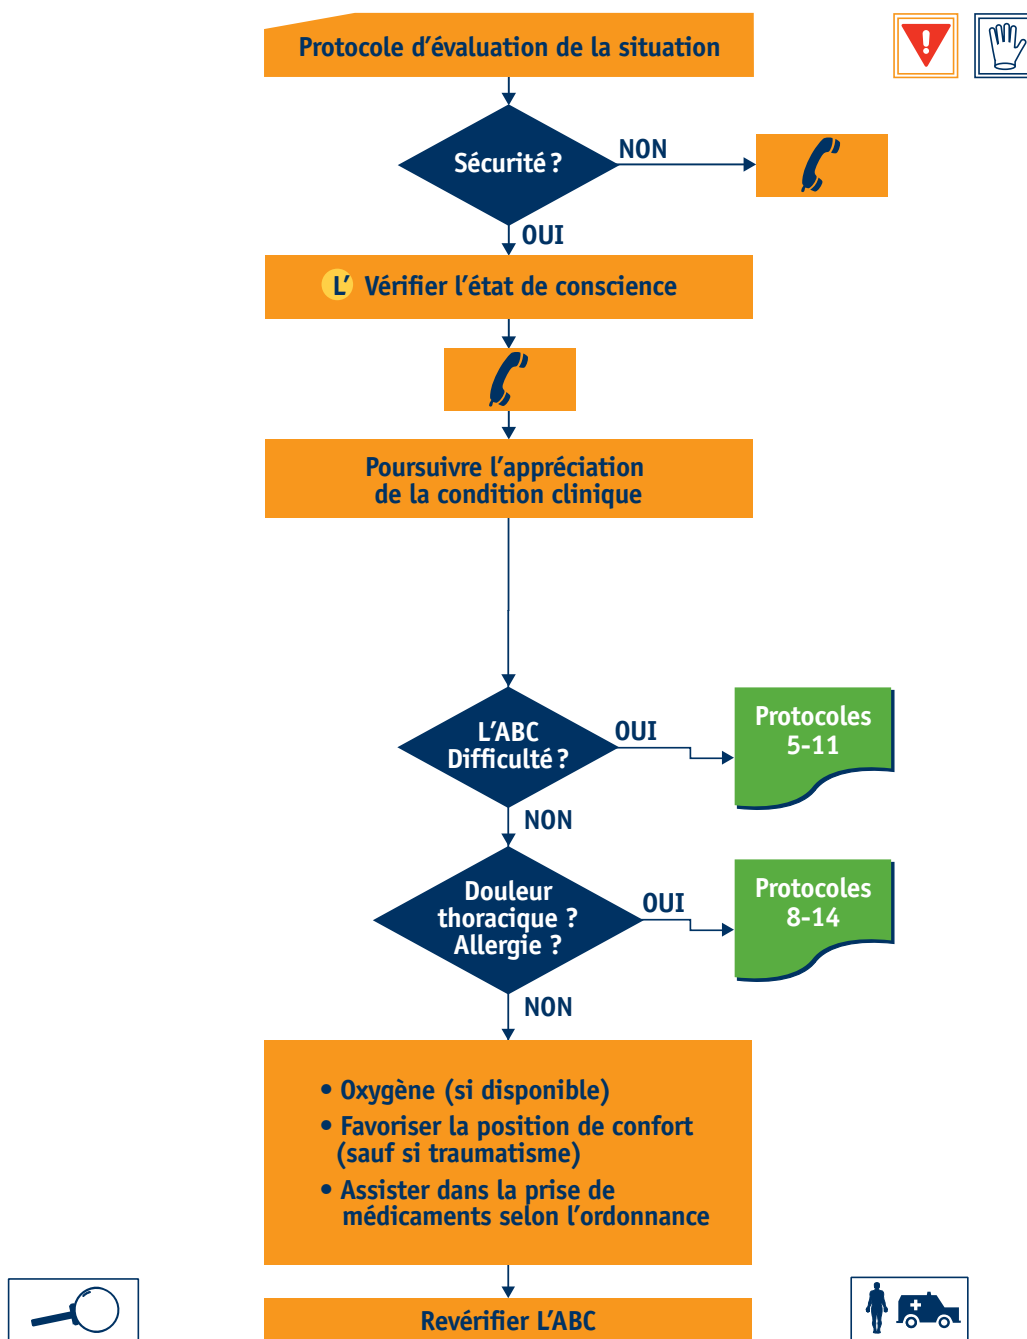 Protocole d'évaluation de la situation
!
Sécurité ?
NON
OUI
L' Vérifier l'état de conscience
Poursuivre l'appréciation
de la condition clinique
L'ABC
Difficulté ?
OUI
Protocoles
5-11
NON
Douleur
thoracique ?
Allergie ?
OUI
Protocoles
8-14
NON
• Oxygène (si disponible)
• Favoriser la position de confort
(sauf si traumatisme)
• Assister dans la prise de
médicaments selon l'ordonnance
Revérifier L'ABC